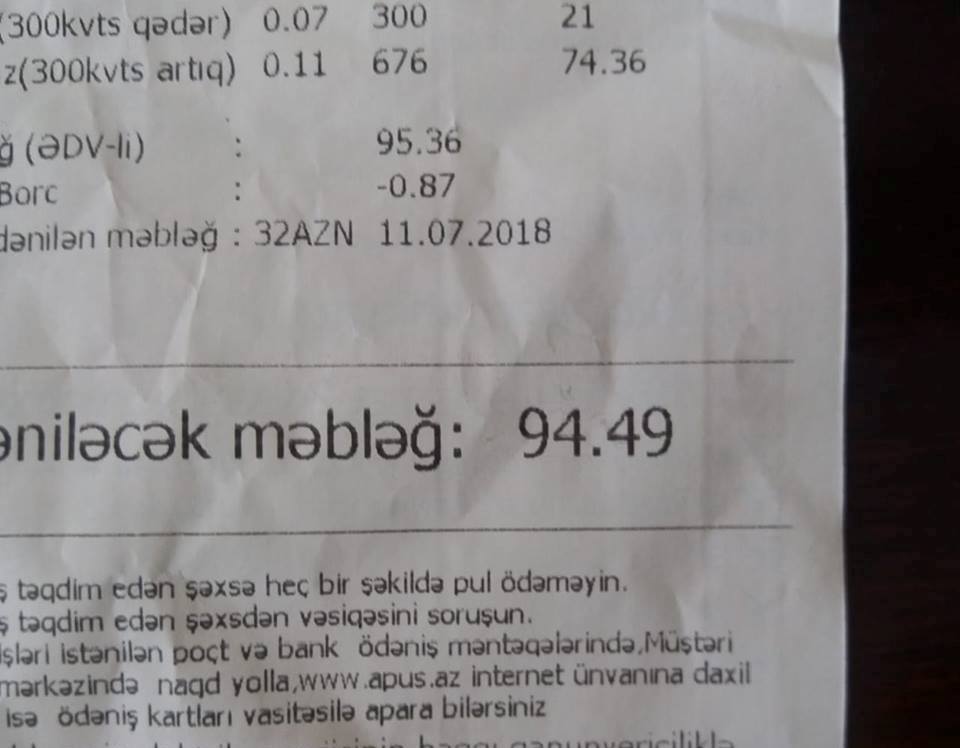 (300kvts qədər) 0.07 300 21
z(300kvts artıq) 0.11 676 74.36
ğ (ƏDV-li) : 95.36
Borc : -0.87
dənilən məbləğ : 32AZN 11.07.2018
əniləcək məbləğ: 94.49
ş təqdim edən şəxsə heç bir şəkildə pul ödəməyin.
ş təqdim edən şəxsdən vəsiqəsini soruşun.
işləri istənilən poçt və bank ödəniş məntəqələrində,Müştəri
mərkəzində naqd yolla,www.apus.az internet ünvanına daxil
isə ödəniş kartları vasitəsilə apara bilərsiniz